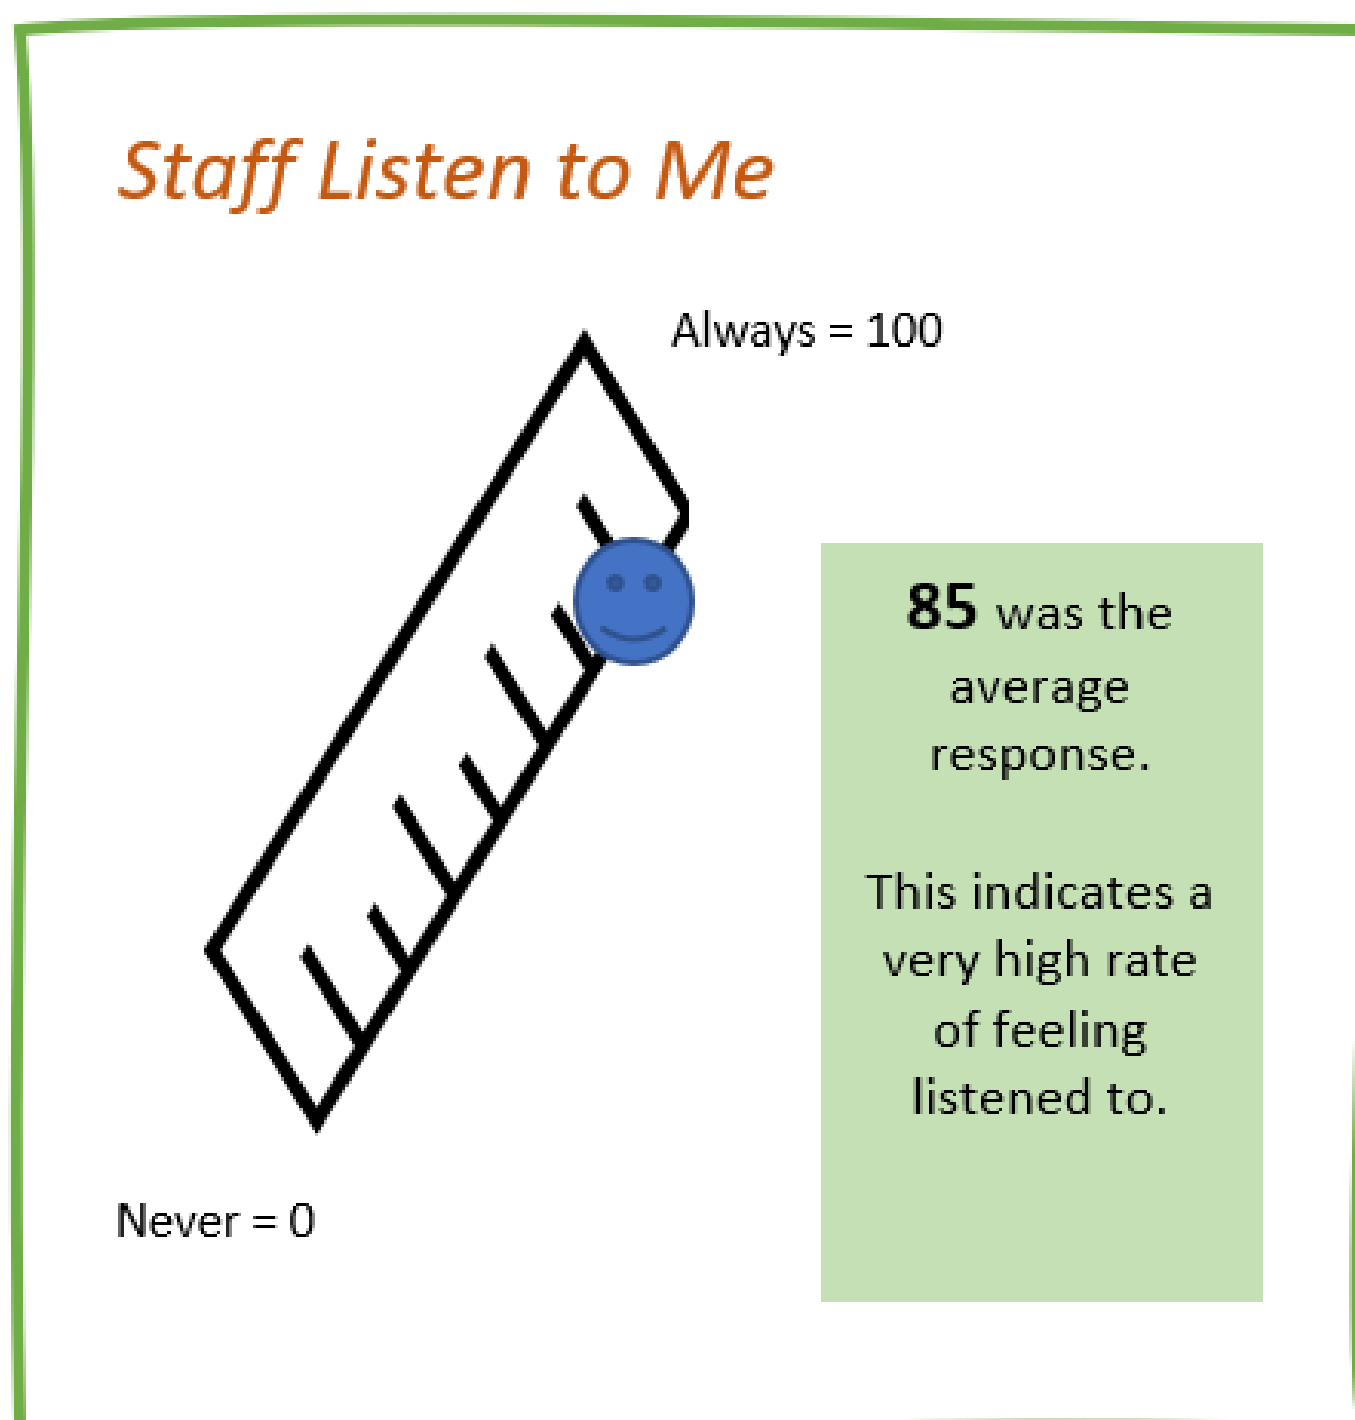 Staff Listen to Me
Always = 100
85 was the
average
response.
This indicates a
very high rate
of feeling
listened to.
Never = 0